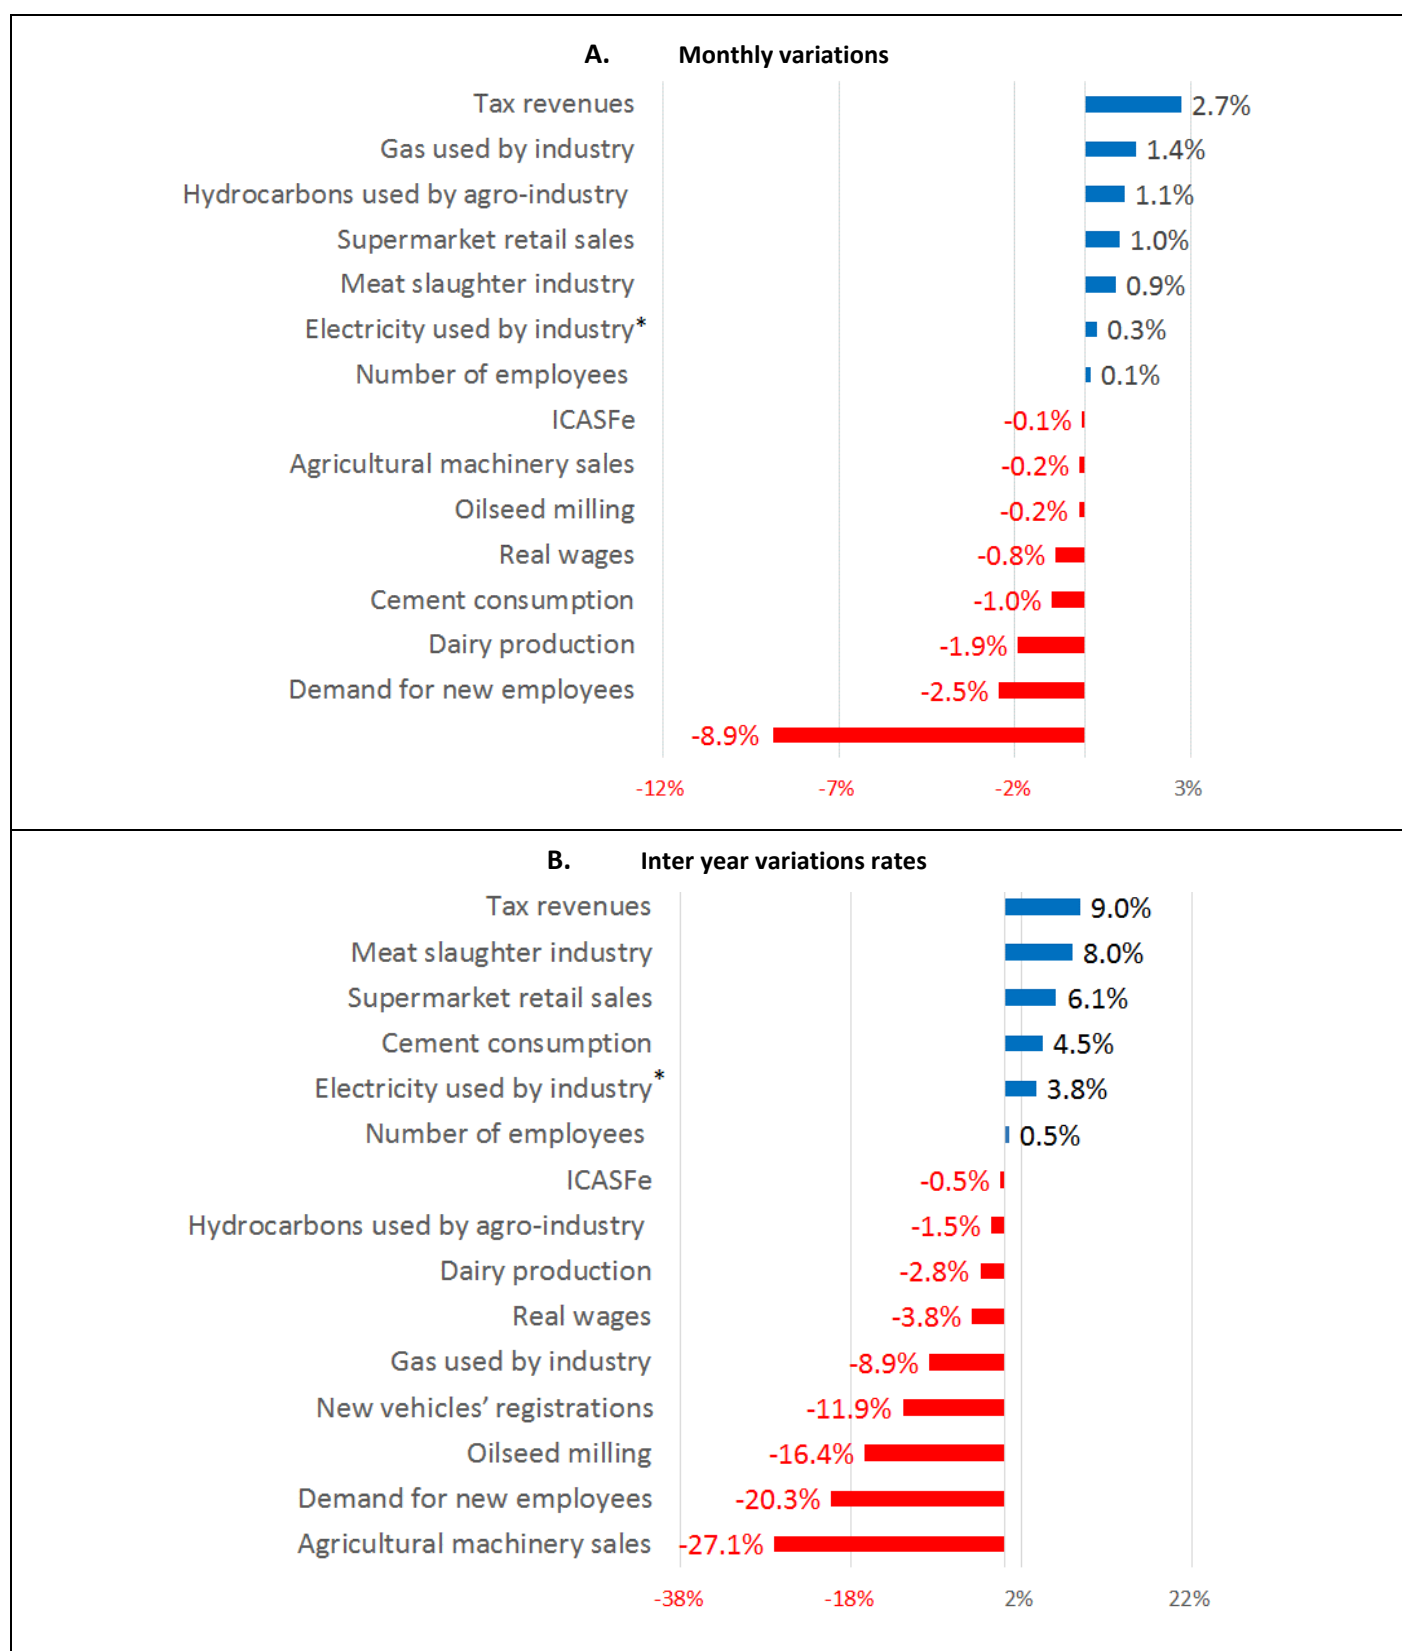 A. Monthly variations
Tax revenues 2.7%
Gas used by industry 1.4%
Hydrocarbons used by agro-industry 1.1%
Supermarket retail sales 1.0%
Meat slaughter industry 0.9%
Electricity used by industry* 0.3%
Number of employees 0.1%
ICASFe -0.1%
Agricultural machinery sales -0.2%
Oilseed milling -0.2%
Real wages -0.8%
Cement consumption -1.0%
Dairy production -1.9%
Demand for new employees -2.5%
-8.9%
-12% -7% -2% 3%
B. Inter year variations rates
Tax revenues 9.0%
Meat slaughter industry 8.0%
Supermarket retail sales 6.1%
Cement consumption 4.5%
Electricity used by industry* 3.8%
Number of employees 0.5%
ICASFe -0.5%
Hydrocarbons used by agro-industry -1.5%
Dairy production -2.8%
Real wages -3.8%
Gas used by industry -8.9%
New vehicles’ registrations -11.9%
Oilseed milling -16.4%
Demand for new employees -20.3%
Agricultural machinery sales -27.1%
-38% -18% 2% 22%